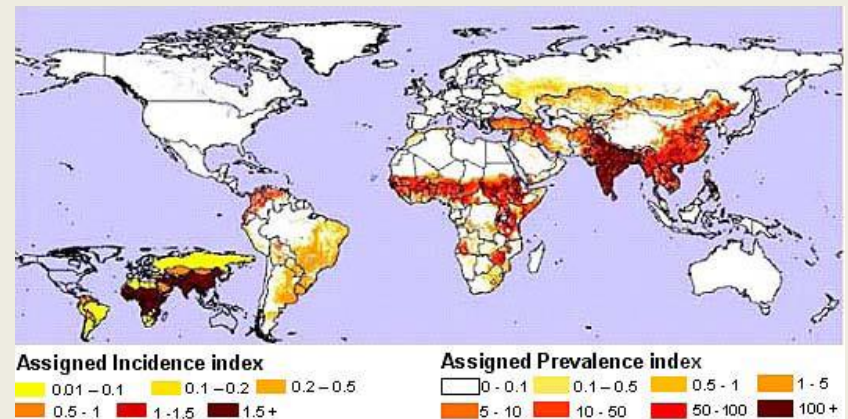 Assigned Incidence index
0.01 – 0.1 0.1 – 0.2 0.2 – 0.5
0.5 - 1 1 - 1.5 1.5 +
Assigned Prevalence index
0 - 0.1 0.1 – 0.5 0.5 - 1 1 - 5
5 - 10 10 - 50 50 - 100 100 +